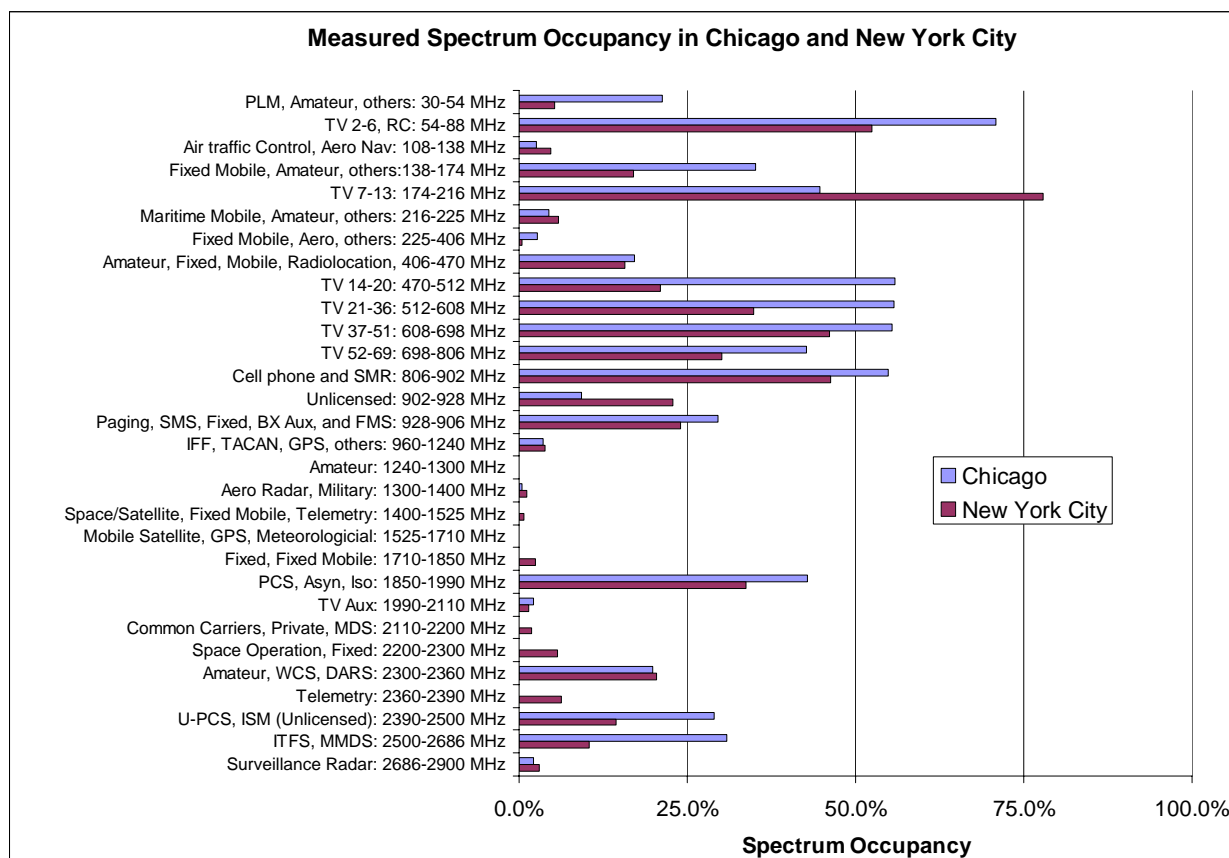 Measured Spectrum Occupancy in Chicago and New York City
PLM, Amateur, others: 30-54 MHz
TV 2-6, RC: 54-88 MHz
Air traffic Control, Aero Nav: 108-138 MHz
Fixed Mobile, Amateur, others:138-174 MHz
TV 7-13: 174-216 MHz
Maritime Mobile, Amateur, others: 216-225 MHz
Fixed Mobile, Aero, others: 225-406 MHz
Amateur, Fixed, Mobile, Radiolocation, 406-470 MHz
TV 14-20: 470-512 MHz
TV 21-36: 512-608 MHz
TV 37-51: 608-698 MHz
TV 52-69: 698-806 MHz
Cell phone and SMR: 806-902 MHz
Unlicensed: 902-928 MHz
Paging, SMS, Fixed, BX Aux, and FMS: 928-906 MHz
IFF, TACAN, GPS, others: 960-1240 MHz
Amateur: 1240-1300 MHz
Aero Radar, Military: 1300-1400 MHz
Space/Satellite, Fixed Mobile, Telemetry: 1400-1525 MHz
Mobile Satellite, GPS, Meteorologicial: 1525-1710 MHz
Fixed, Fixed Mobile: 1710-1850 MHz
PCS, Asyn, Iso: 1850-1990 MHz
TV Aux: 1990-2110 MHz
Common Carriers, Private, MDS: 2110-2200 MHz
Space Operation, Fixed: 2200-2300 MHz
Amateur, WCS, DARS: 2300-2360 MHz
Telemetry: 2360-2390 MHz
U-PCS, ISM (Unlicensed): 2390-2500 MHz
ITFS, MMDS: 2500-2686 MHz
Surveillance Radar: 2686-2900 MHz
Chicago
New York City
0.0% 25.0% 50.0% 75.0% 100.0%
Spectrum Occupancy